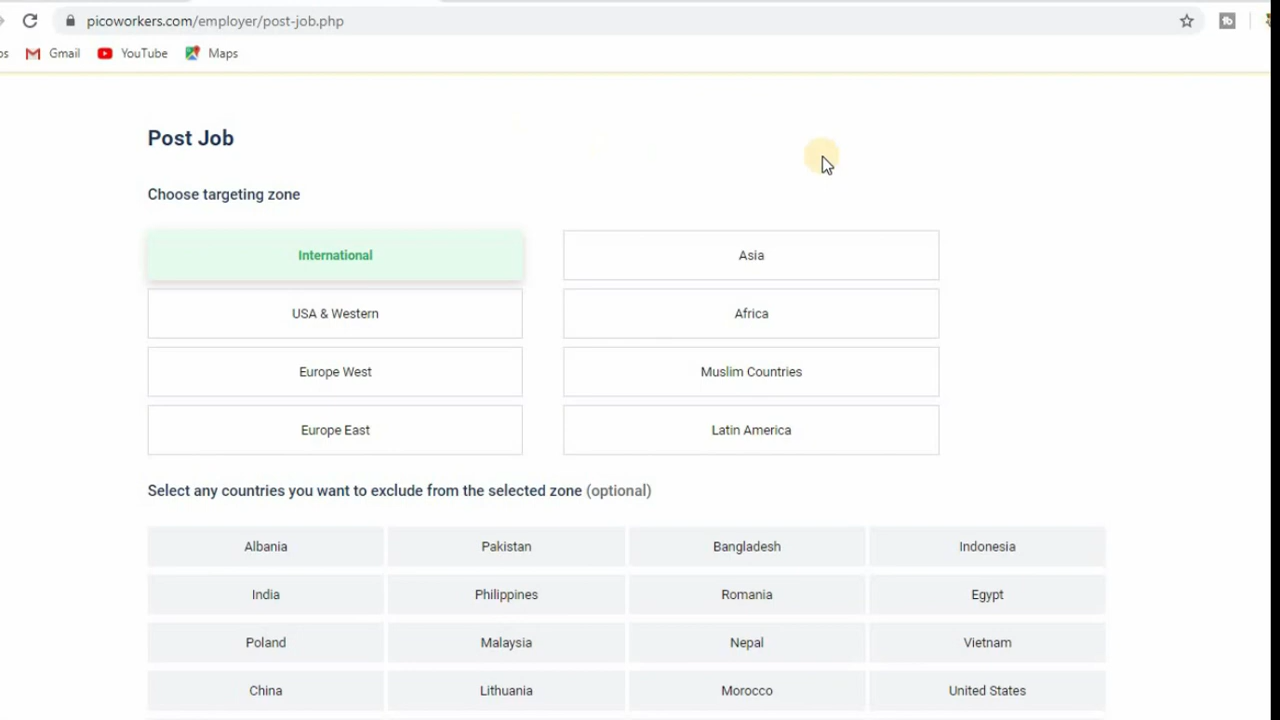 picoworkers.com/employer/post-job.php
Gmail YouTube Maps
Post Job
Choose targeting zone
International Asia
USA & Western Africa
Europe West Muslim Countries
Europe East Latin America
Select any countries you want to exclude from the selected zone (optional)
Albania Pakistan Bangladesh Indonesia
India Philippines Romania Egypt
Poland Malaysia Nepal Vietnam
China Lithuania Morocco United States